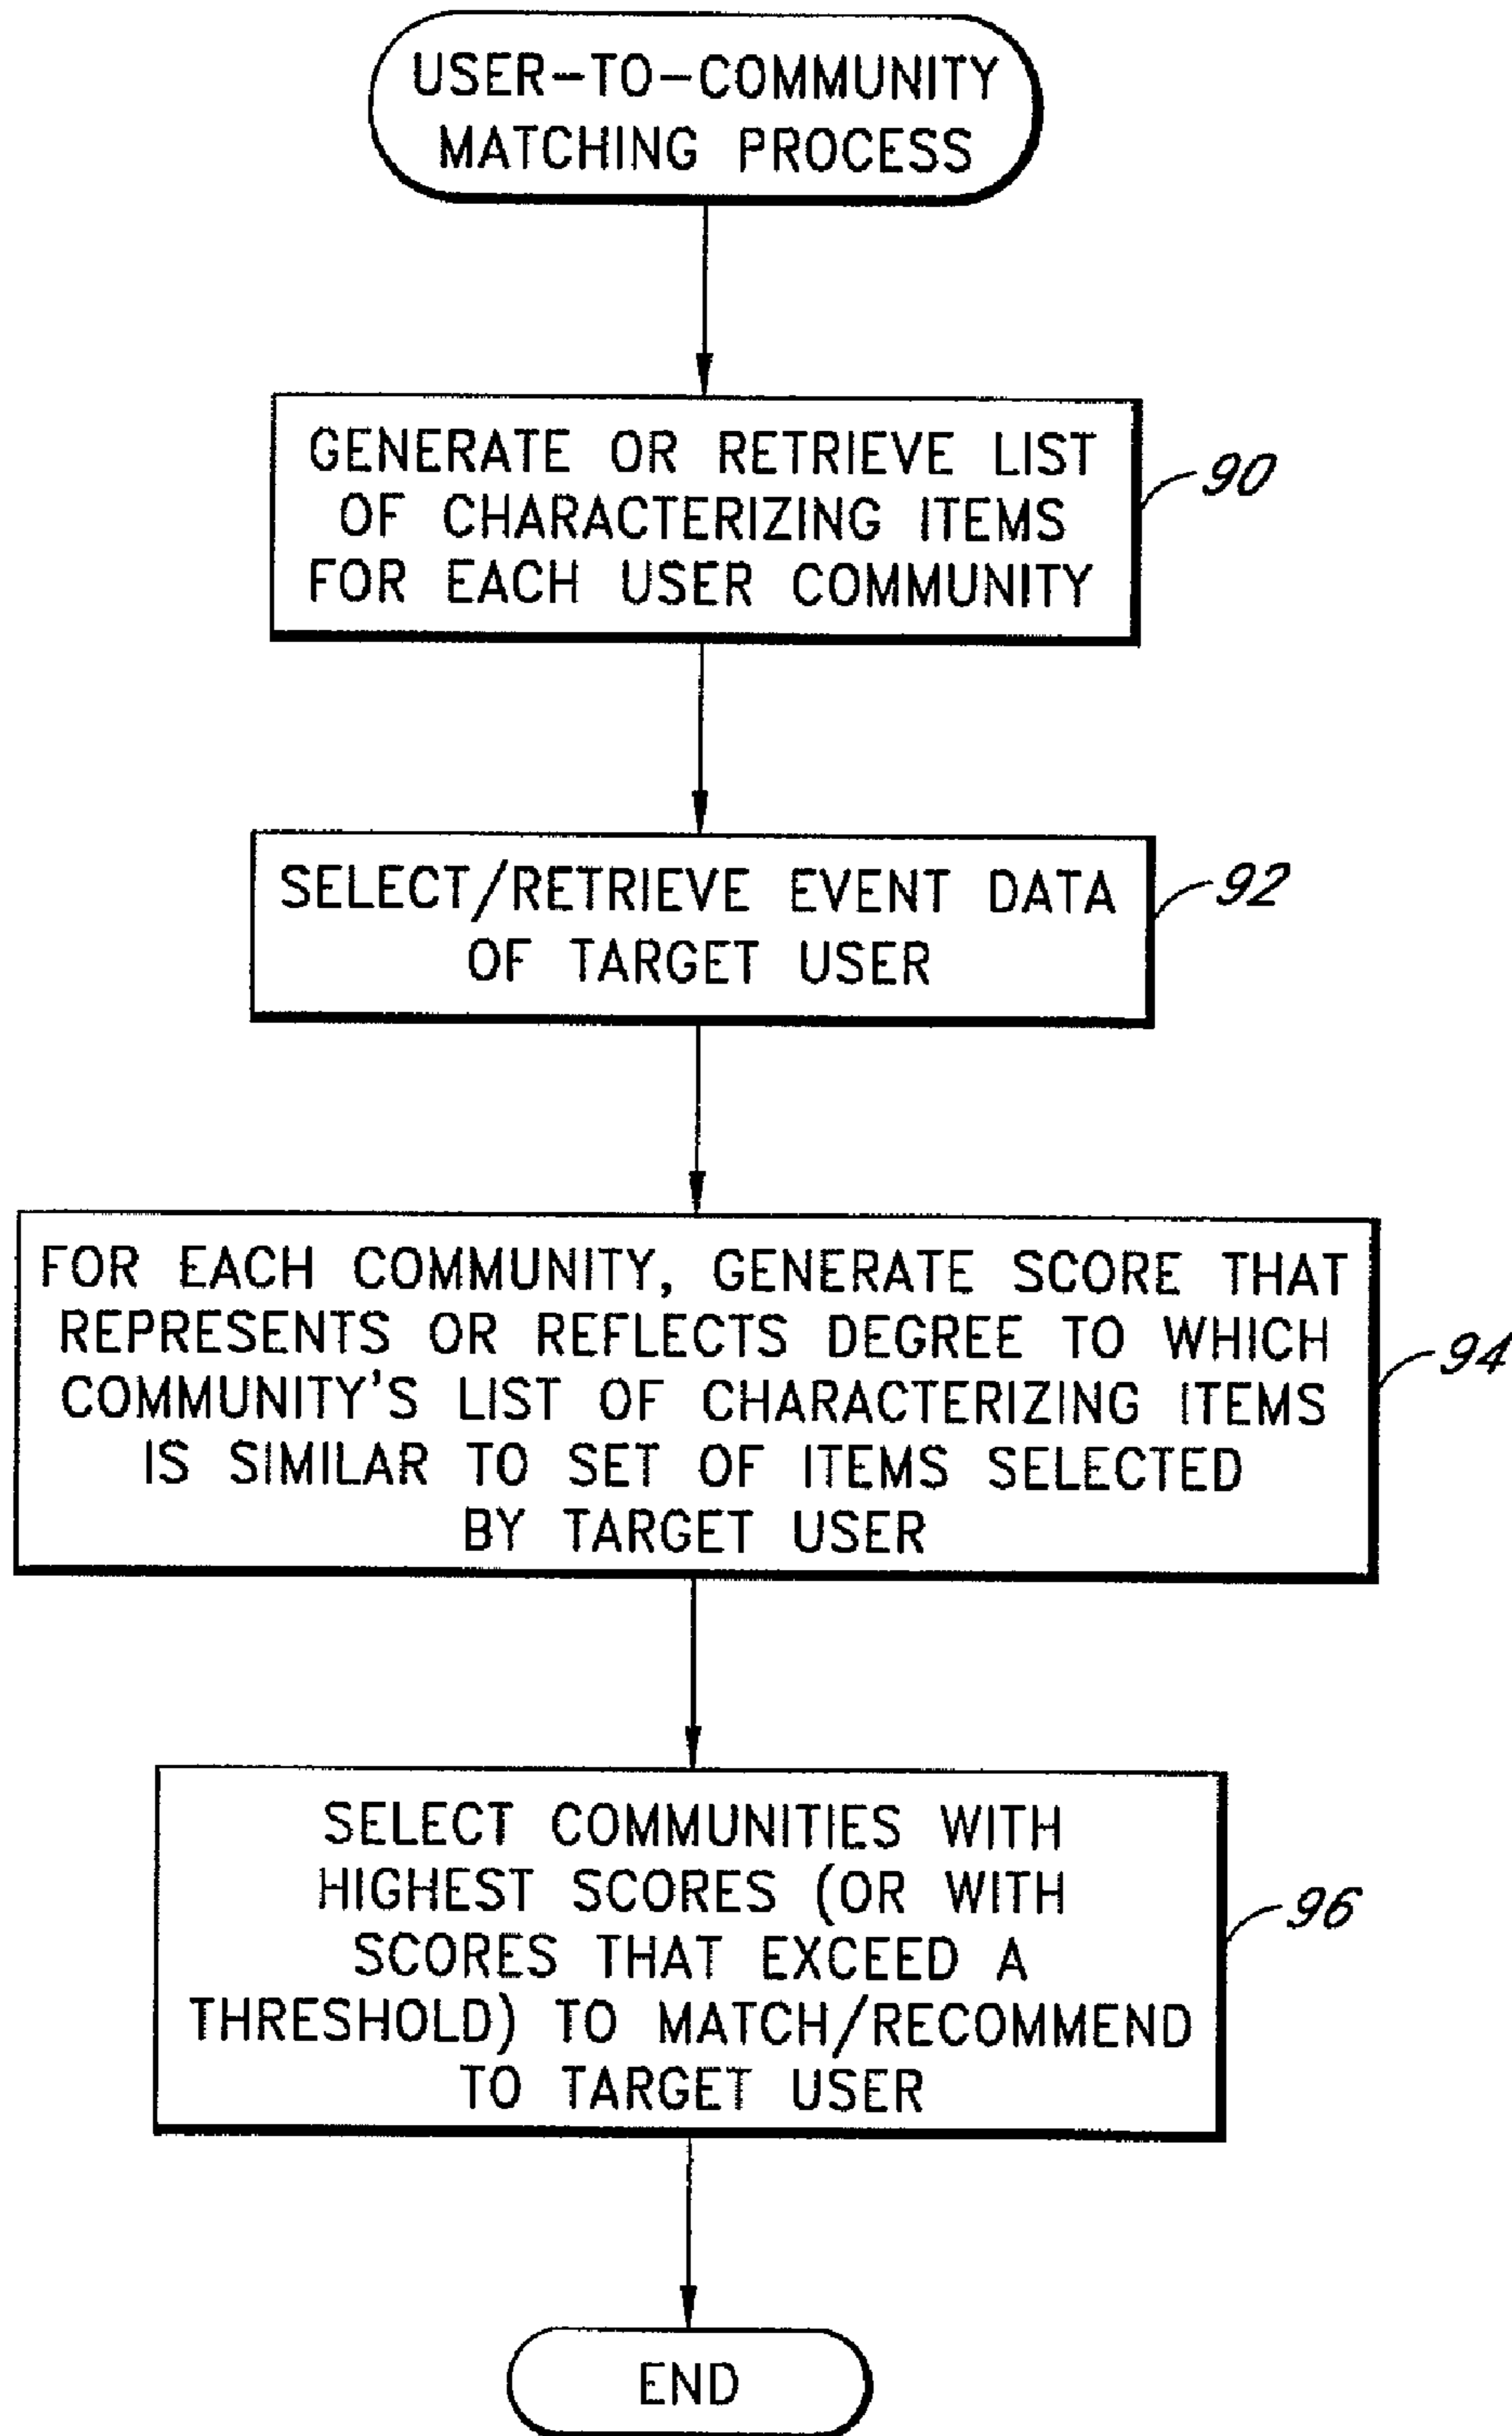 USER-TO-COMMUNITY
MATCHING PROCESS
GENERATE OR RETRIEVE LIST
OF CHARACTERIZING ITEMS
FOR EACH USER COMMUNITY
90
SELECT/RETRIEVE EVENT DATA
OF TARGET USER
92
FOR EACH COMMUNITY, GENERATE SCORE THAT
REPRESENTS OR REFLECTS DEGREE TO WHICH
COMMUNITY'S LIST OF CHARACTERIZING ITEMS
IS SIMILAR TO SET OF ITEMS SELECTED
BY TARGET USER
94
SELECT COMMUNITIES WITH
HIGHEST SCORES (OR WITH
SCORES THAT EXCEED A
THRESHOLD) TO MATCH/RECOMMEND
TO TARGET USER
96
END